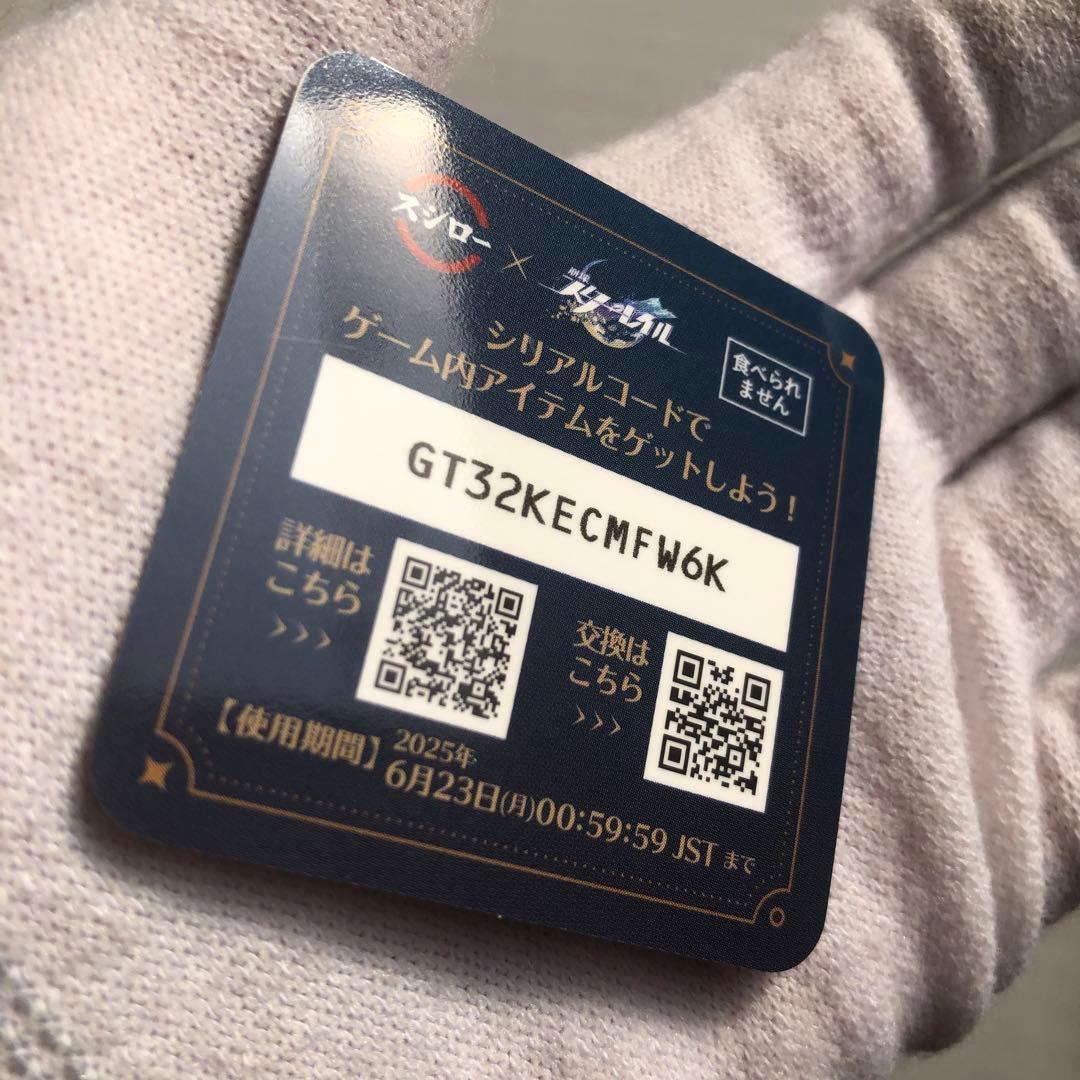 スシロー
×
崩壊
スターレイル
シリアルコードで
ゲーム内アイテムをゲットしよう！
食べられ
ません
GT32KECMFW6K
詳細は
こちら
>>>
交換は
こちら
>>>
【使用期間】2025年
6月23日(月)00:59:59 JST まで